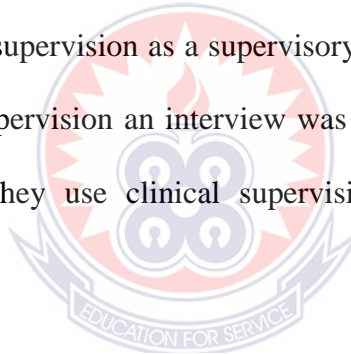 supervision as a supervisory
pervision an interview was
hey use clinical supervisi
EDUCATION FOR SERVICE